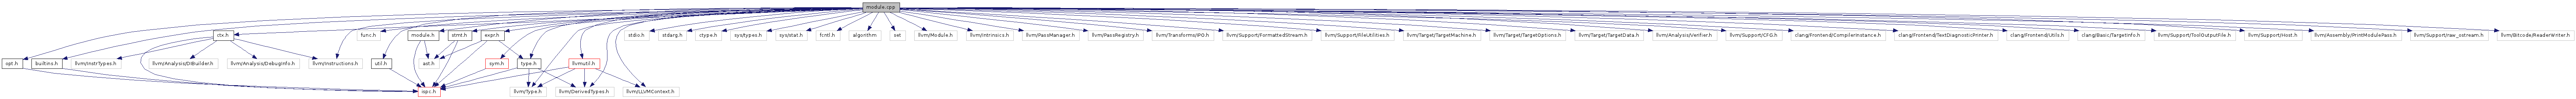 module.cpp
ctx.h
func.h
module.h
stmt.h
expr.h
stdio.h
stdarg.h
ctype.h
sys/types.h
sys/stat.h
fcntl.h
algorithm
set
llvm/Module.h
llvm/Intrinsics.h
llvm/PassManager.h
llvm/PassRegistry.h
llvm/Transforms/IPO.h
llvm/Support/FormattedStream.h
llvm/Support/FileUtilities.h
llvm/Target/TargetMachine.h
llvm/Target/TargetOptions.h
llvm/Target/TargetData.h
llvm/Analysis/Verifier.h
llvm/Support/CFG.h
clang/Frontend/CompilerInstance.h
clang/Frontend/TextDiagnosticPrinter.h
clang/Frontend/Utils.h
clang/Basic/TargetInfo.h
llvm/Support/ToolOutputFile.h
llvm/Support/Host.h
llvm/Assembly/PrintModulePass.h
llvm/Support/raw_ostream.h
llvm/Bitcode/ReaderWriter.h
opt.h
builtins.h
llvm/InstrTypes.h
llvm/Analysis/DIBuilder.h
llvm/Analysis/DebugInfo.h
llvm/Instructions.h
util.h
ast.h
sym.h
type.h
llvmutil.h
ispc.h
llvm/Type.h
llvm/DerivedTypes.h
llvm/LLVMContext.h